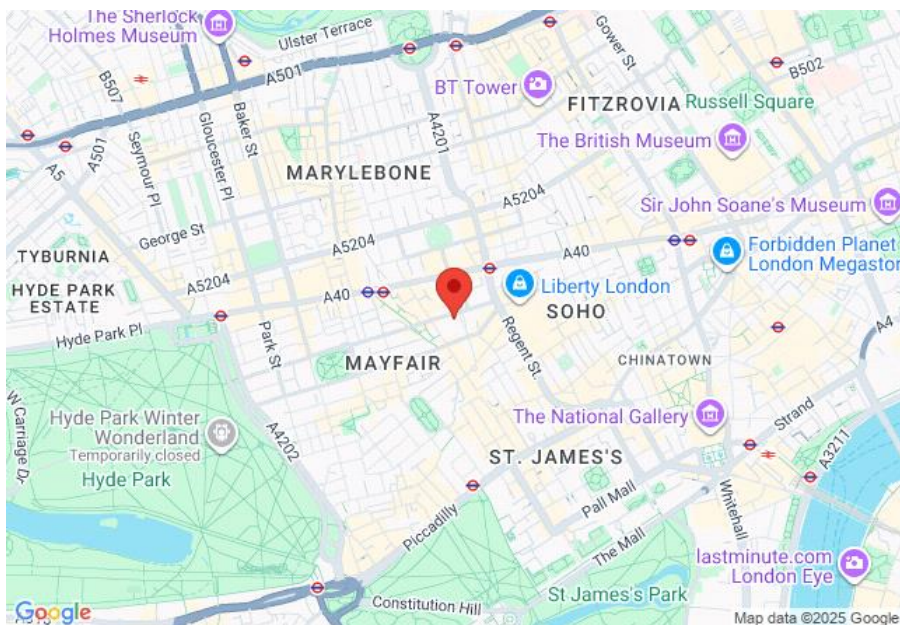 The Sherlock
Holmes Museum
Ulster Terrace
Gower St
B507
A501
BT Tower
B502
FITZROVIA
Russell Square
A4201
Baker St
Gloucester Pl
Seymour Pl
A501
A5
The British Museum
MARYLEBONE
A5204
Sir John Soane's Museum
George St
A5204
A40
Forbidden Planet
London Megastor
TYBURNIA
A5204
HYDE PARK
ESTATE
A40
Liberty London
SOHO
Hyde Park Pl
Park St
Regent St.
A4
MAYFAIR
CHINATOWN
W Carriage Dr
Hyde Park Winter
Wonderland
Temporarily closed
Hyde Park
A4202
The National Gallery
Strand
A3211
ST. JAMES'S
Pall Mall
Whitehall
Piccadilly
The Mall
lastminute.com
London Eye
St James's Park
Constitution Hill
Google
Map data ©2025 Google